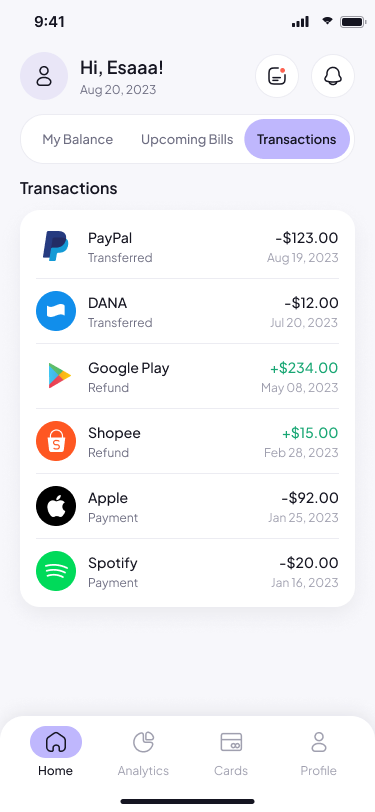 9:41
Hi, Esaaa!
Aug 20, 2023
My Balance Upcoming Bills Transactions
Transactions
PayPal -$123.00
Transferred Aug 19, 2023
DANA -$12.00
Transferred Jul 20, 2023
Google Play +$234.00
Refund May 08, 2023
Shopee +$15.00
Refund Feb 28, 2023
Apple -$92.00
Payment Jan 25, 2023
Spotify -$20.00
Payment Jan 16, 2023
Home Analytics Cards Profile